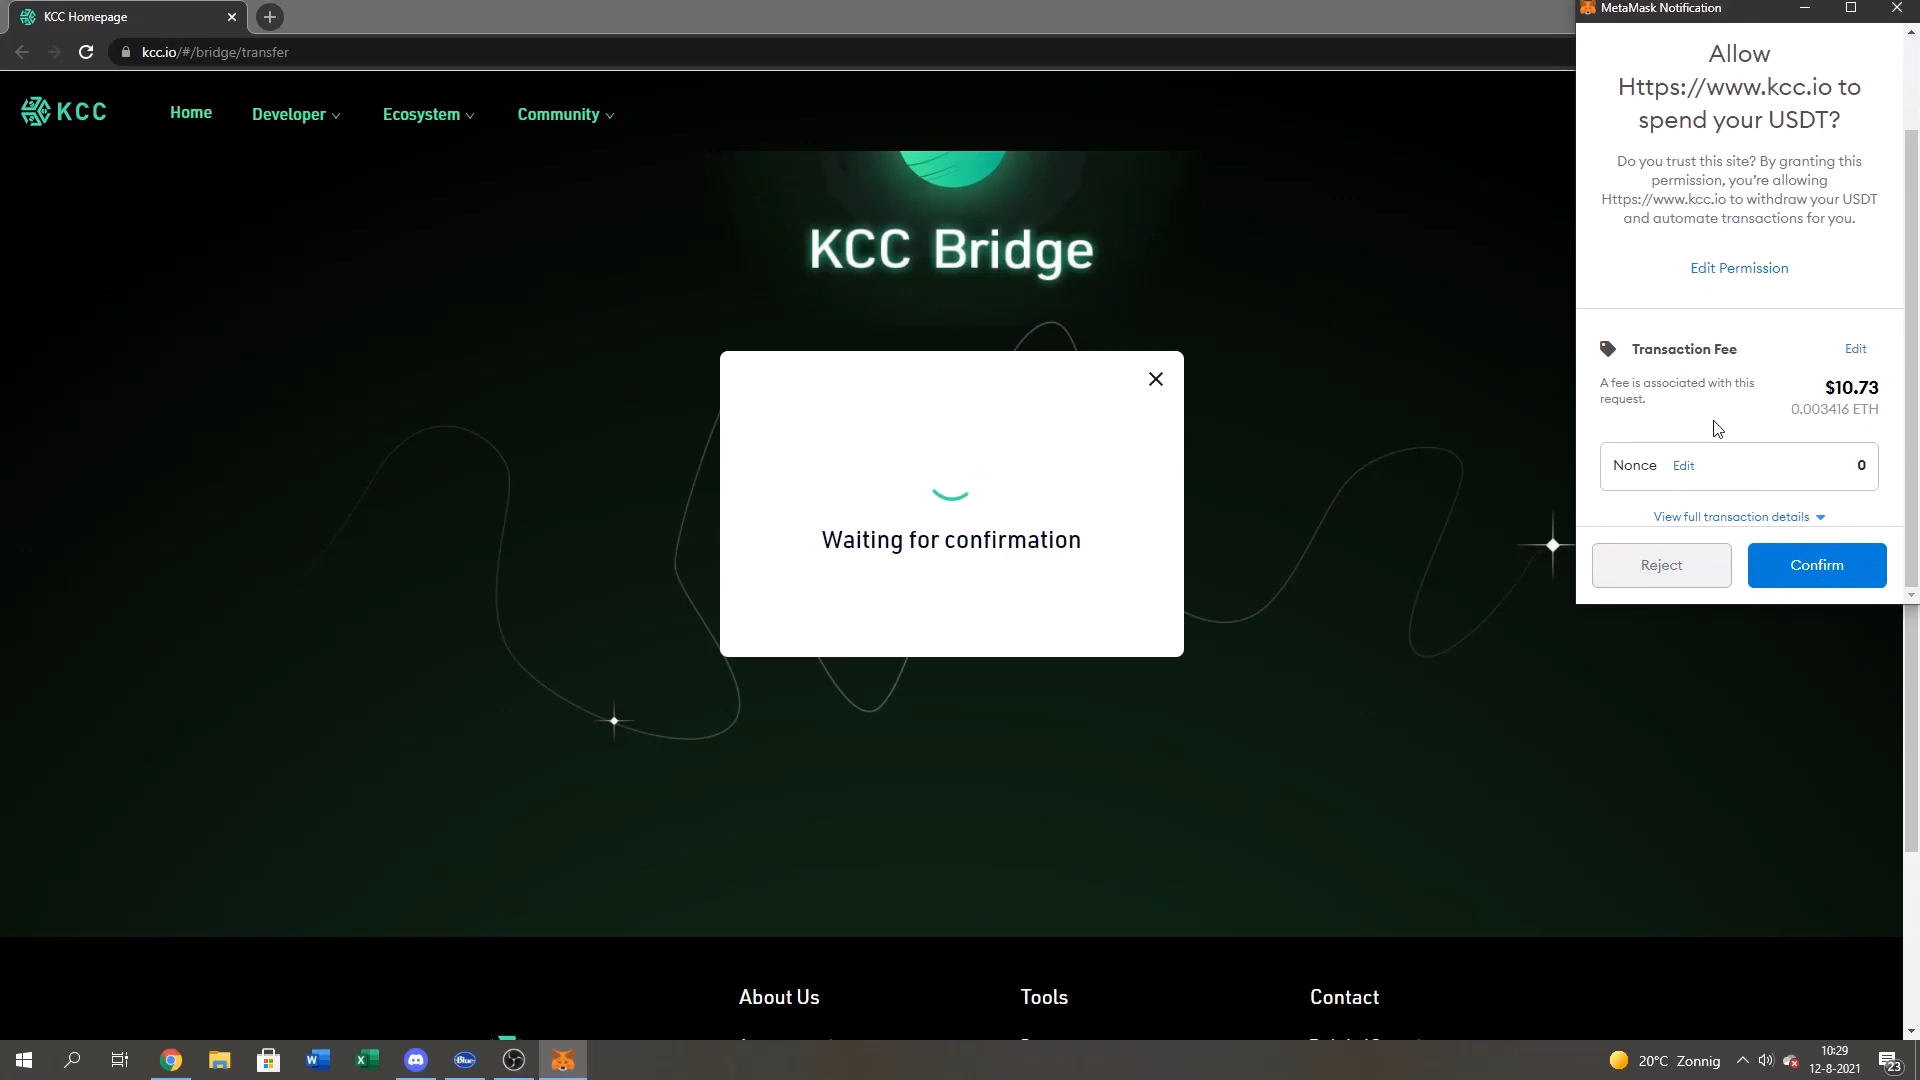 KCC Homepage
MetaMask Notification
kcc.io/#/bridge/transfer
KCC
Home
Developer
Ecosystem
Community
KCC Bridge
Waiting for confirmation
Allow
Https://www.kcc.io to
spend your USDT?
Do you trust this site? By granting this
permission, you’re allowing
Https://www.kcc.io to withdraw your USDT
and automate transactions for you.
Edit Permission
Transaction Fee
Edit
A fee is associated with this
request.
$10.73
0.003416 ETH
Nonce
Edit
0
View full transaction details
Reject
Confirm
About Us
Tools
Contact
Blue
20°C Zonnig
10:29
12-8-2021
23